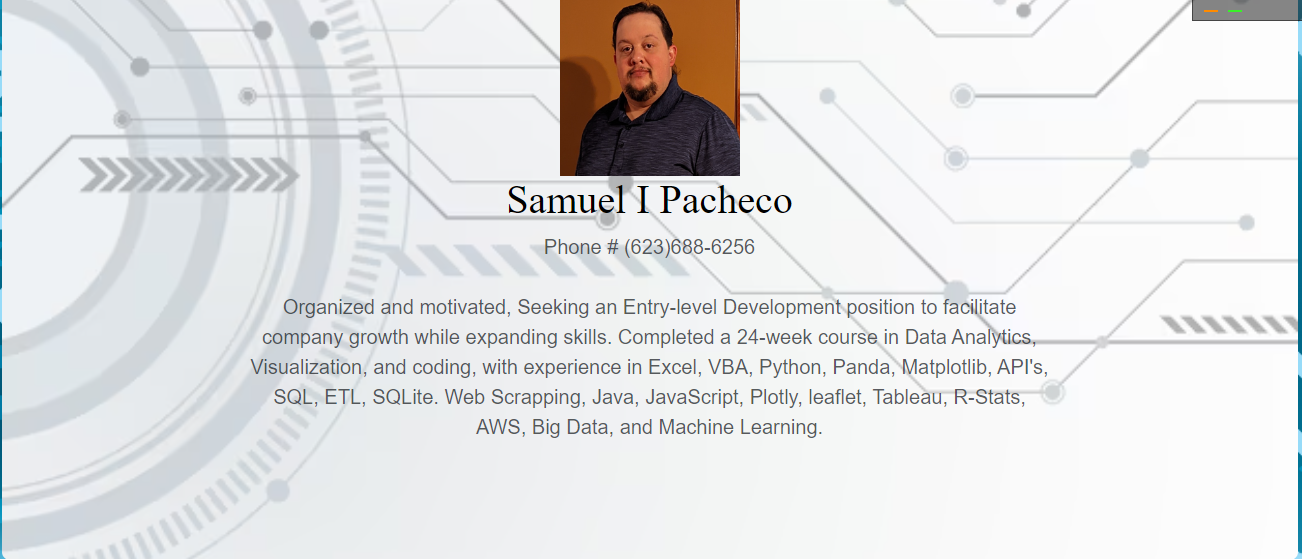 Samuel I Pacheco
Phone # (623)688-6256
Organized and motivated, Seeking an Entry-level Development position to facilitate
company growth while expanding skills. Completed a 24-week course in Data Analytics,
Visualization, and coding, with experience in Excel, VBA, Python, Panda, Matplotlib, API's,
SQL, ETL, SQLite. Web Scrapping, Java, JavaScript, Plotly, leaflet, Tableau, R-Stats,
AWS, Big Data, and Machine Learning.